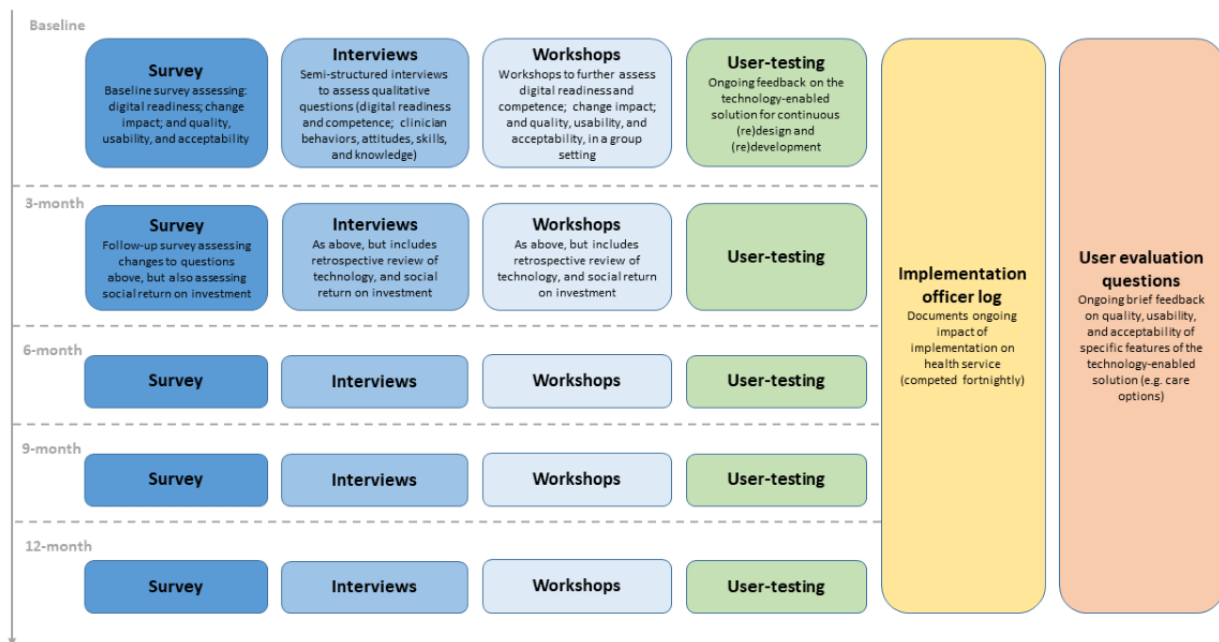 Baseline
Survey
Baseline survey assessing:
digital readiness; change
impact; and quality,
usability, and acceptability
Interviews
Semi-structured interviews
to assess qualitative
questions (digital readiness
and competence; clinician
behaviors, attitudes, skills,
and knowledge)
Workshops
Workshops to further assess
digital readiness and
competence; change impact;
and quality, usability, and
acceptability, in a group
setting
User-testing
Ongoing feedback on the
technology-enabled
solution for continuous
(re)design and
(re)development
3-month
Survey
Follow-up survey assessing
changes to questions
above, but also assessing
social return on investment
Interviews
As above, but includes
retrospective review of
technology, and social
return on investment
Workshops
As above, but includes
retrospective review of
technology, and social return
on investment
User-testing
Implementation
officer log
Documents ongoing
impact of
implementation on
health service
(competed fortnightly)
User evaluation
questions
Ongoing brief feedback
on quality, usability,
and acceptability of
specific features of the
technology-enabled
solution (e.g. care
options)
6-month
Survey
Interviews
Workshops
User-testing
9-month
Survey
Interviews
Workshops
User-testing
12-month
Survey
Interviews
Workshops
User-testing